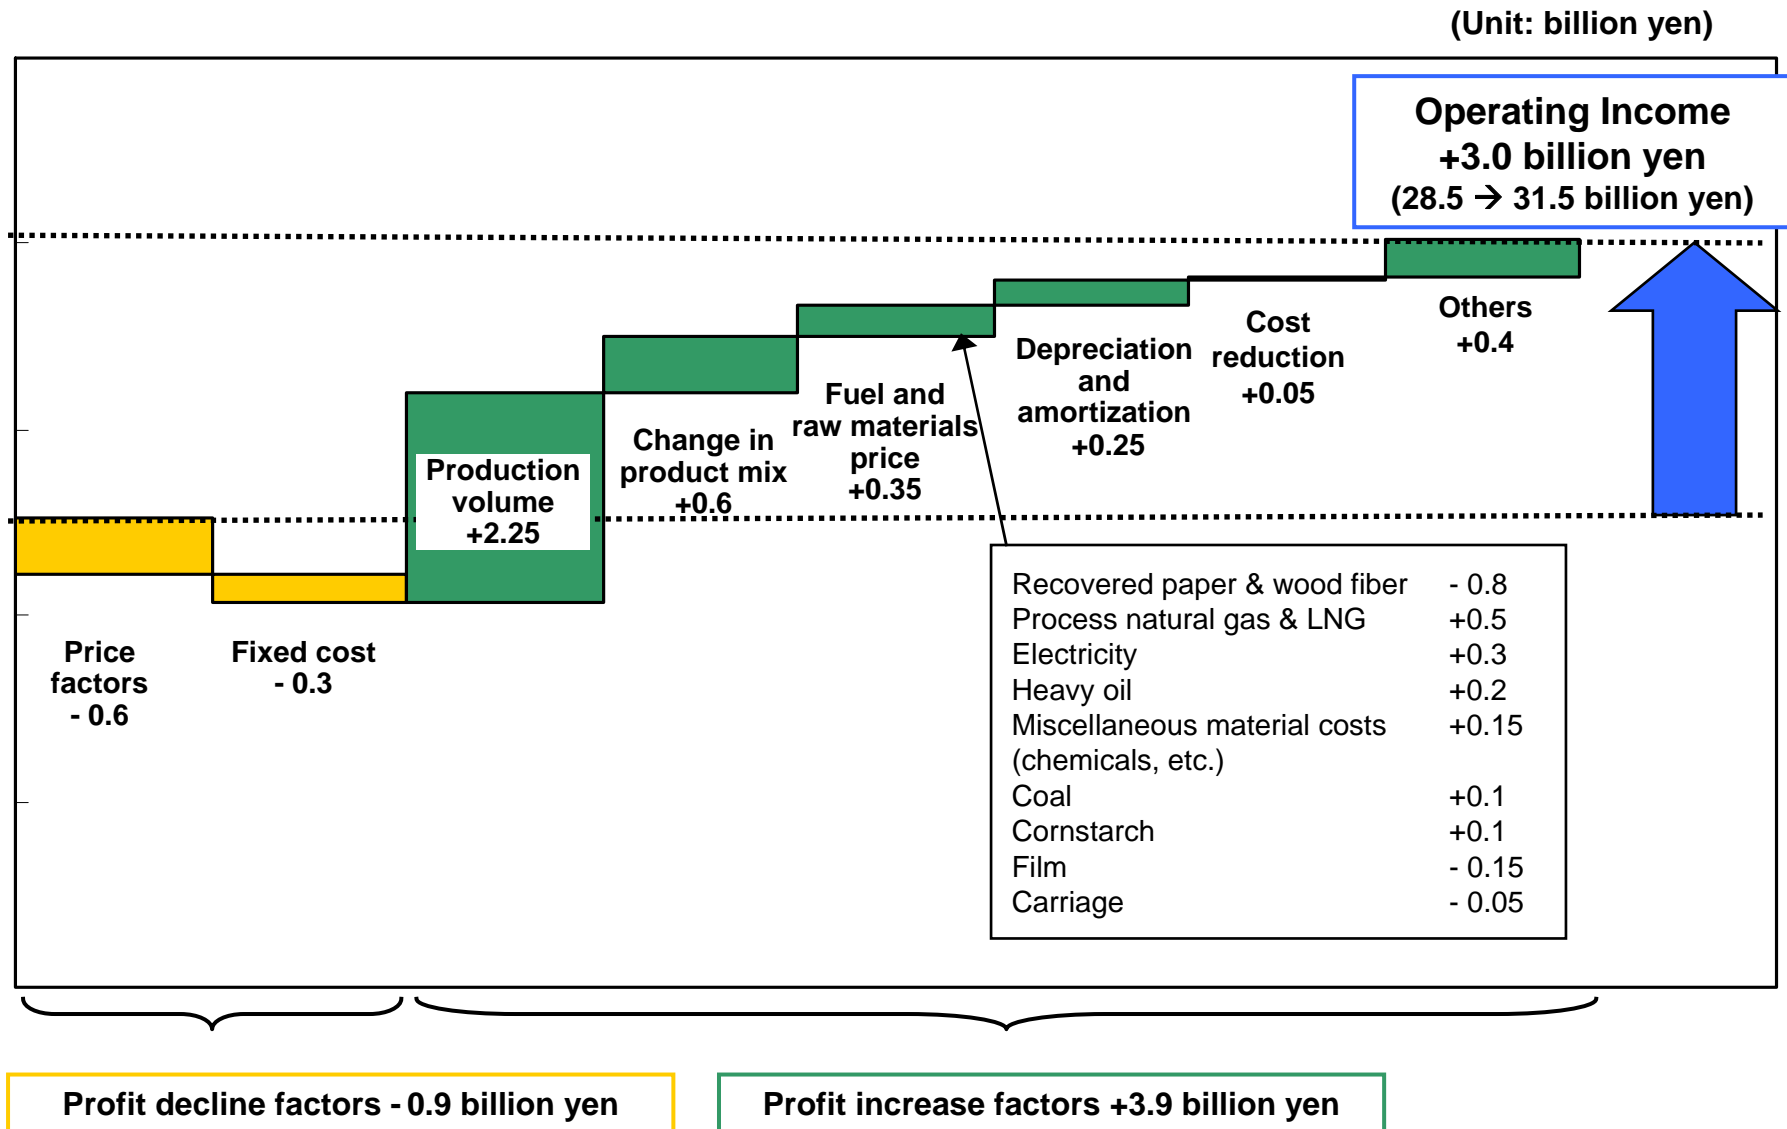 (Unit: billion yen)
Operating Income
+3.0 billion yen
(28.5 → 31.5 billion yen)
Price
factors
- 0.6
Fixed cost
- 0.3
Production
volume
+2.25
Change in
product mix
+0.6
Fuel and
raw materials
price
+0.35
Depreciation
and
amortization
+0.25
Cost
reduction
+0.05
Others
+0.4
Recovered paper & wood fiber - 0.8
Process natural gas & LNG +0.5
Electricity +0.3
Heavy oil +0.2
Miscellaneous material costs +0.15
(chemicals, etc.)
Coal +0.1
Cornstarch +0.1
Film - 0.15
Carriage - 0.05
Profit decline factors - 0.9 billion yen
Profit increase factors +3.9 billion yen